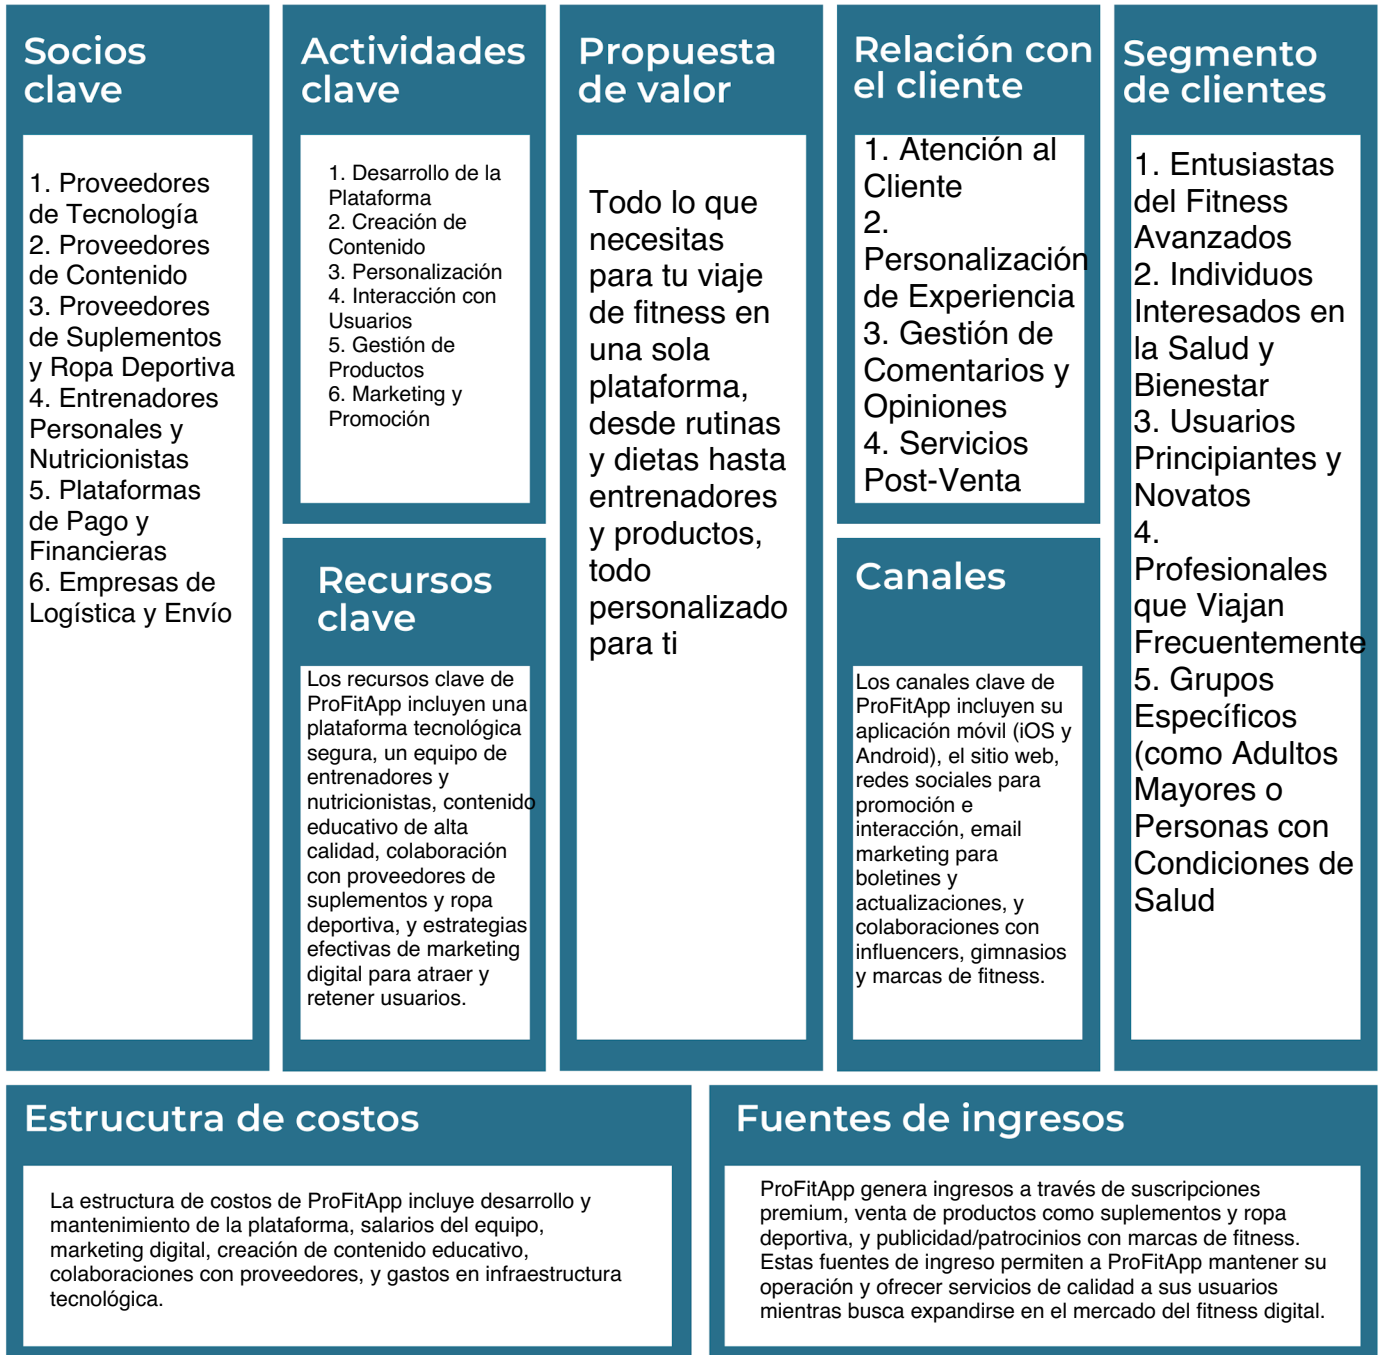 Socios
clave
1. Proveedores
de Tecnología
2. Proveedores
de Contenido
3. Proveedores
de Suplementos
y Ropa Deportiva
4. Entrenadores
Personales y
Nutricionistas
5. Plataformas
de Pago y
Financieras
6. Empresas de
Logística y Envío
Actividades
clave
1. Desarrollo de la
Plataforma
2. Creación de
Contenido
3. Personalización
4. Interacción con
Usuarios
5. Gestión de
Productos
6. Marketing y
Promoción
Recursos
clave
Los recursos clave de
ProFitApp incluyen una
plataforma tecnológica
segura, un equipo de
entrenadores y
nutricionistas, contenido
educativo de alta
calidad, colaboración
con proveedores de
suplementos y ropa
deportiva, y estrategias
efectivas de marketing
digital para atraer y
retener usuarios.
Propuesta
de valor
Todo lo que
necesitas
para tu viaje
de fitness en
una sola
plataforma,
desde rutinas
y dietas hasta
entrenadores
y productos,
todo
personalizado
para ti
Relación con
el cliente
1. Atención al
Cliente
2.
Personalización
de Experiencia
3. Gestión de
Comentarios y
Opiniones
4. Servicios
Post-Venta
Canales
Los canales clave de
ProFitApp incluyen su
aplicación móvil (iOS y
Android), el sitio web,
redes sociales para
promoción e
interacción, email
marketing para
boletines y
actualizaciones, y
colaboraciones con
influencers, gimnasios
y marcas de fitness.
Segmento
de clientes
1. Entusiastas
del Fitness
Avanzados
2. Individuos
Interesados en
la Salud y
Bienestar
3. Usuarios
Principiantes y
Novatos
4.
Profesionales
que Viajan
Frecuentemente
5. Grupos
Específicos
(como Adultos
Mayores o
Personas con
Condiciones de
Salud
Estrucutra de costos
La estructura de costos de ProFitApp incluye desarrollo y
mantenimiento de la plataforma, salarios del equipo,
marketing digital, creación de contenido educativo,
colaboraciones con proveedores, y gastos en infraestructura
tecnológica.
Fuentes de ingresos
ProFitApp genera ingresos a través de suscripciones
premium, venta de productos como suplementos y ropa
deportiva, y publicidad/patrocinios con marcas de fitness.
Estas fuentes de ingreso permiten a ProFitApp mantener su
operación y ofrecer servicios de calidad a sus usuarios
mientras busca expandirse en el mercado del fitness digital.